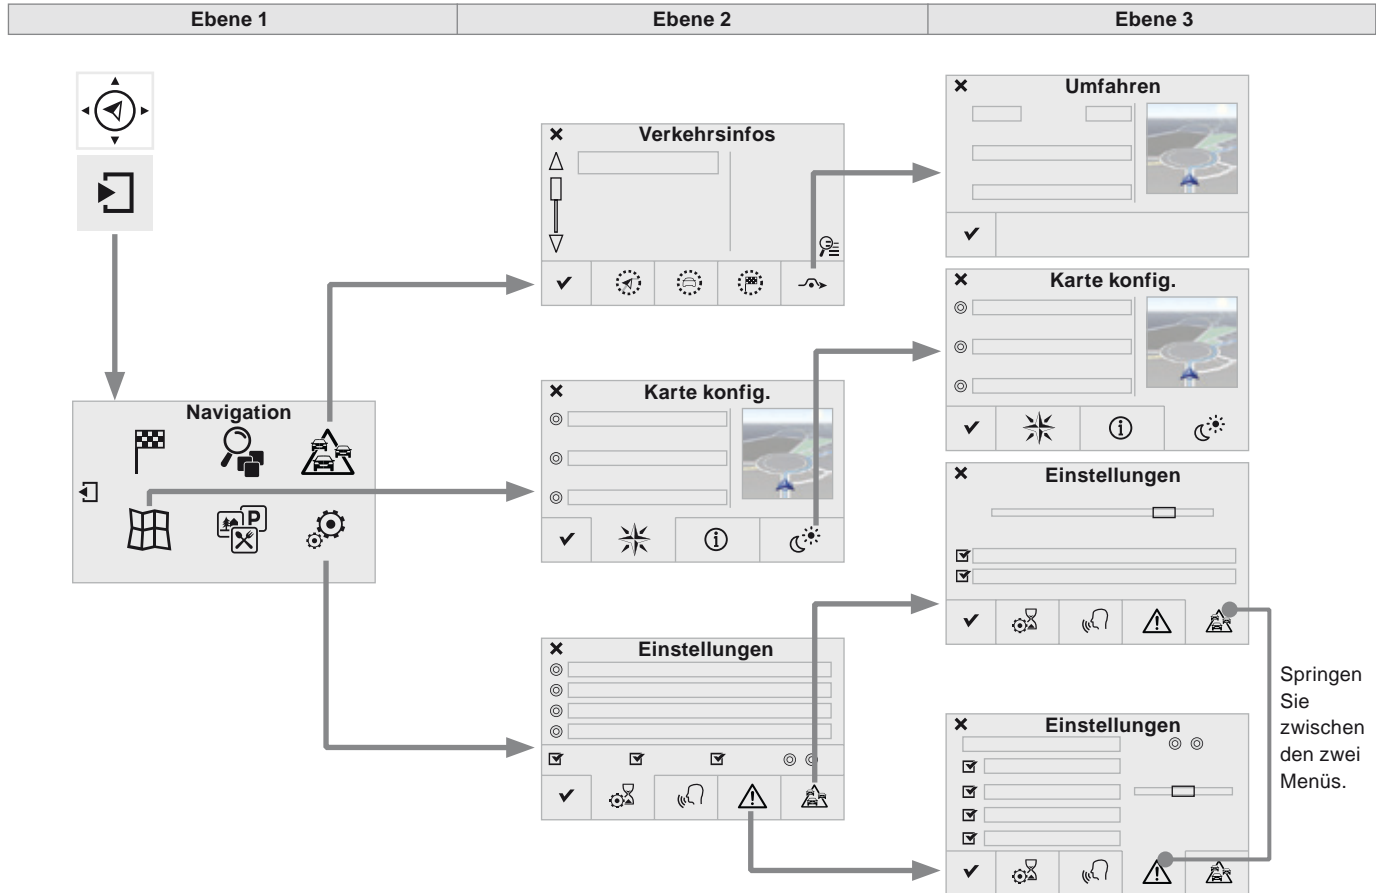 Ebene 1
Ebene 2
Ebene 3
Navigation
P
Verkehrsinfos
Karte konfig.
Einstellungen
Umfahren
Karte konfig.
Einstellungen
Einstellungen
Springen
Sie
zwischen
den zwei
Menüs.